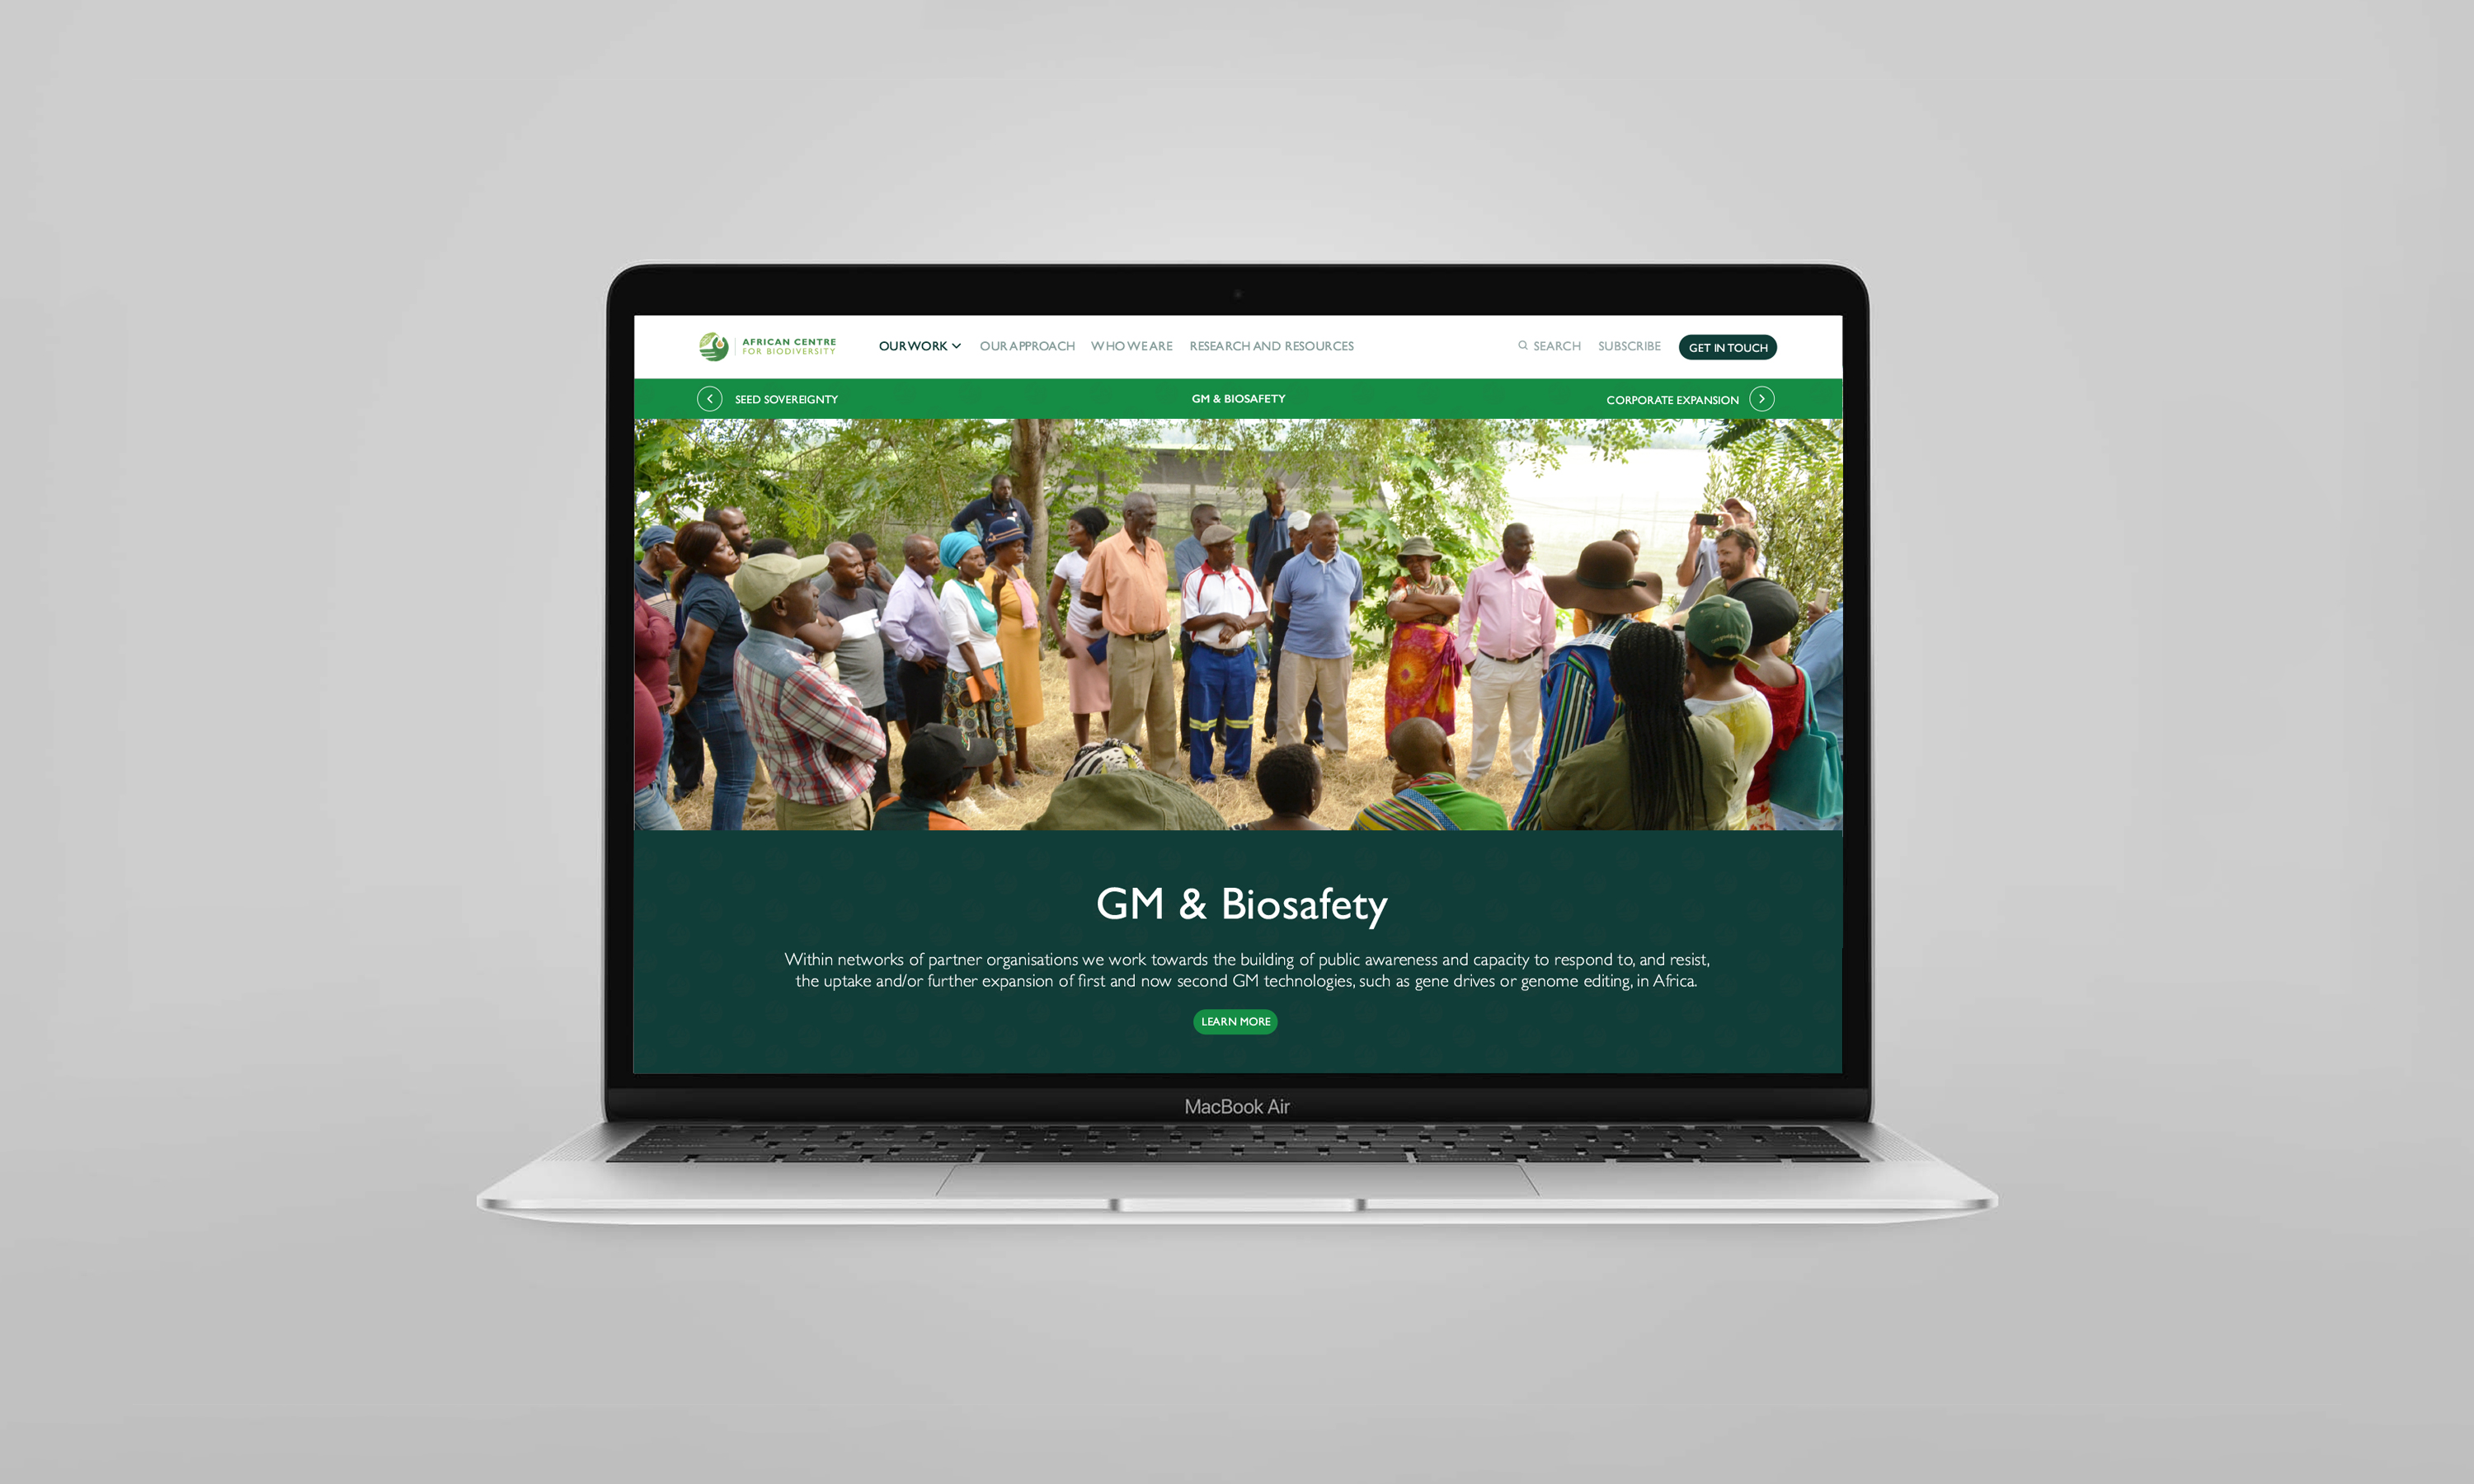 AFRICAN CENTRE
FOR BIODIVERSITY
OUR WORK
OUR APPROACH
WHO WE ARE
RESEARCH AND RESOURCES
SEARCH
SUBSCRIBE
GET IN TOUCH
SEED SOVEREIGNTY
GM & BIOSAFETY
CORPORATE EXPANSION
GM & Biosafety
Within networks of partner organisations we work towards the building of public awareness and capacity to respond to, and resist,
the uptake and/or further expansion of first and now second GM technologies, such as gene drives or genome editing, in Africa.
LEARN MORE
MacBook Air